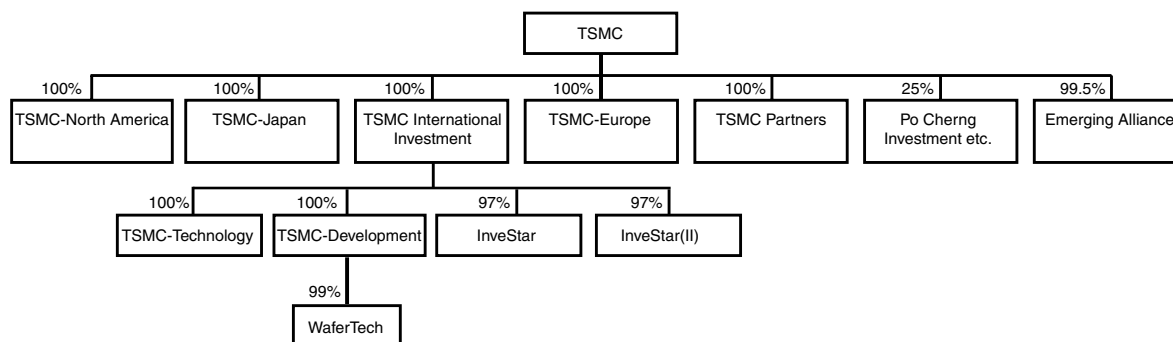 TSMC
100%
100%
100%
100%
100%
25%
99.5%
TSMC-North America
TSMC-Japan
TSMC International
Investment
TSMC-Europe
TSMC Partners
Po Cherng
Investment etc.
Emerging Alliance
100%
100%
97%
97%
TSMC-Technology
TSMC-Development
InveStar
InveStar(II)
99%
WaferTech